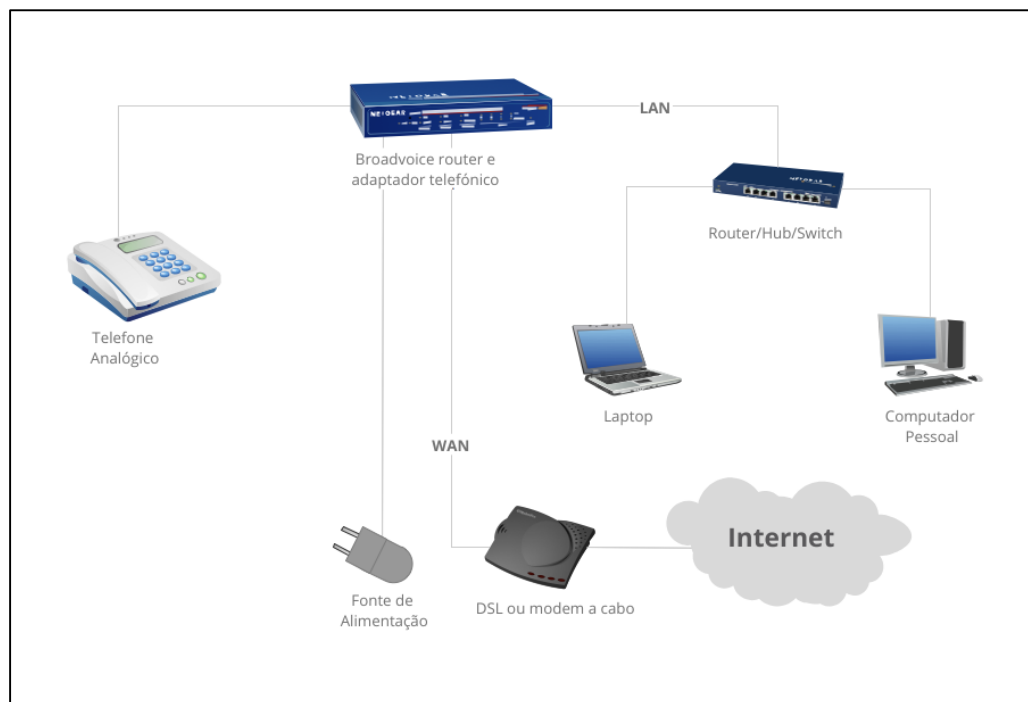 NETGEAR
LAN
Broadvoice router e
adaptador telefónico
Router/Hub/Switch
Telefone
Analógico
Laptop
Computador
Pessoal
WAN
Internet
Fonte de
Alimentação
DSL ou modem a cabo